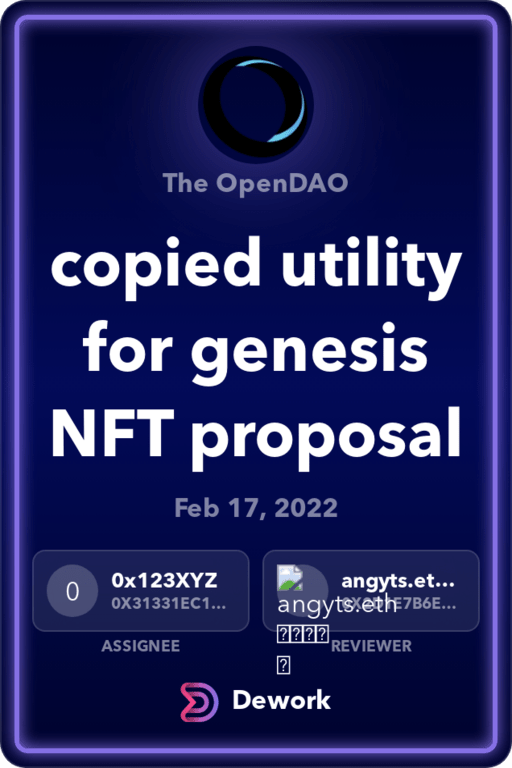 The OpenDAO
copied utility
for genesis
NFT proposal
Feb 17, 2022
0
0x123XYZ
0X31331EC1...
ASSIGNEE
angyts.et...
angyts.eth
REVIEWER
Dework